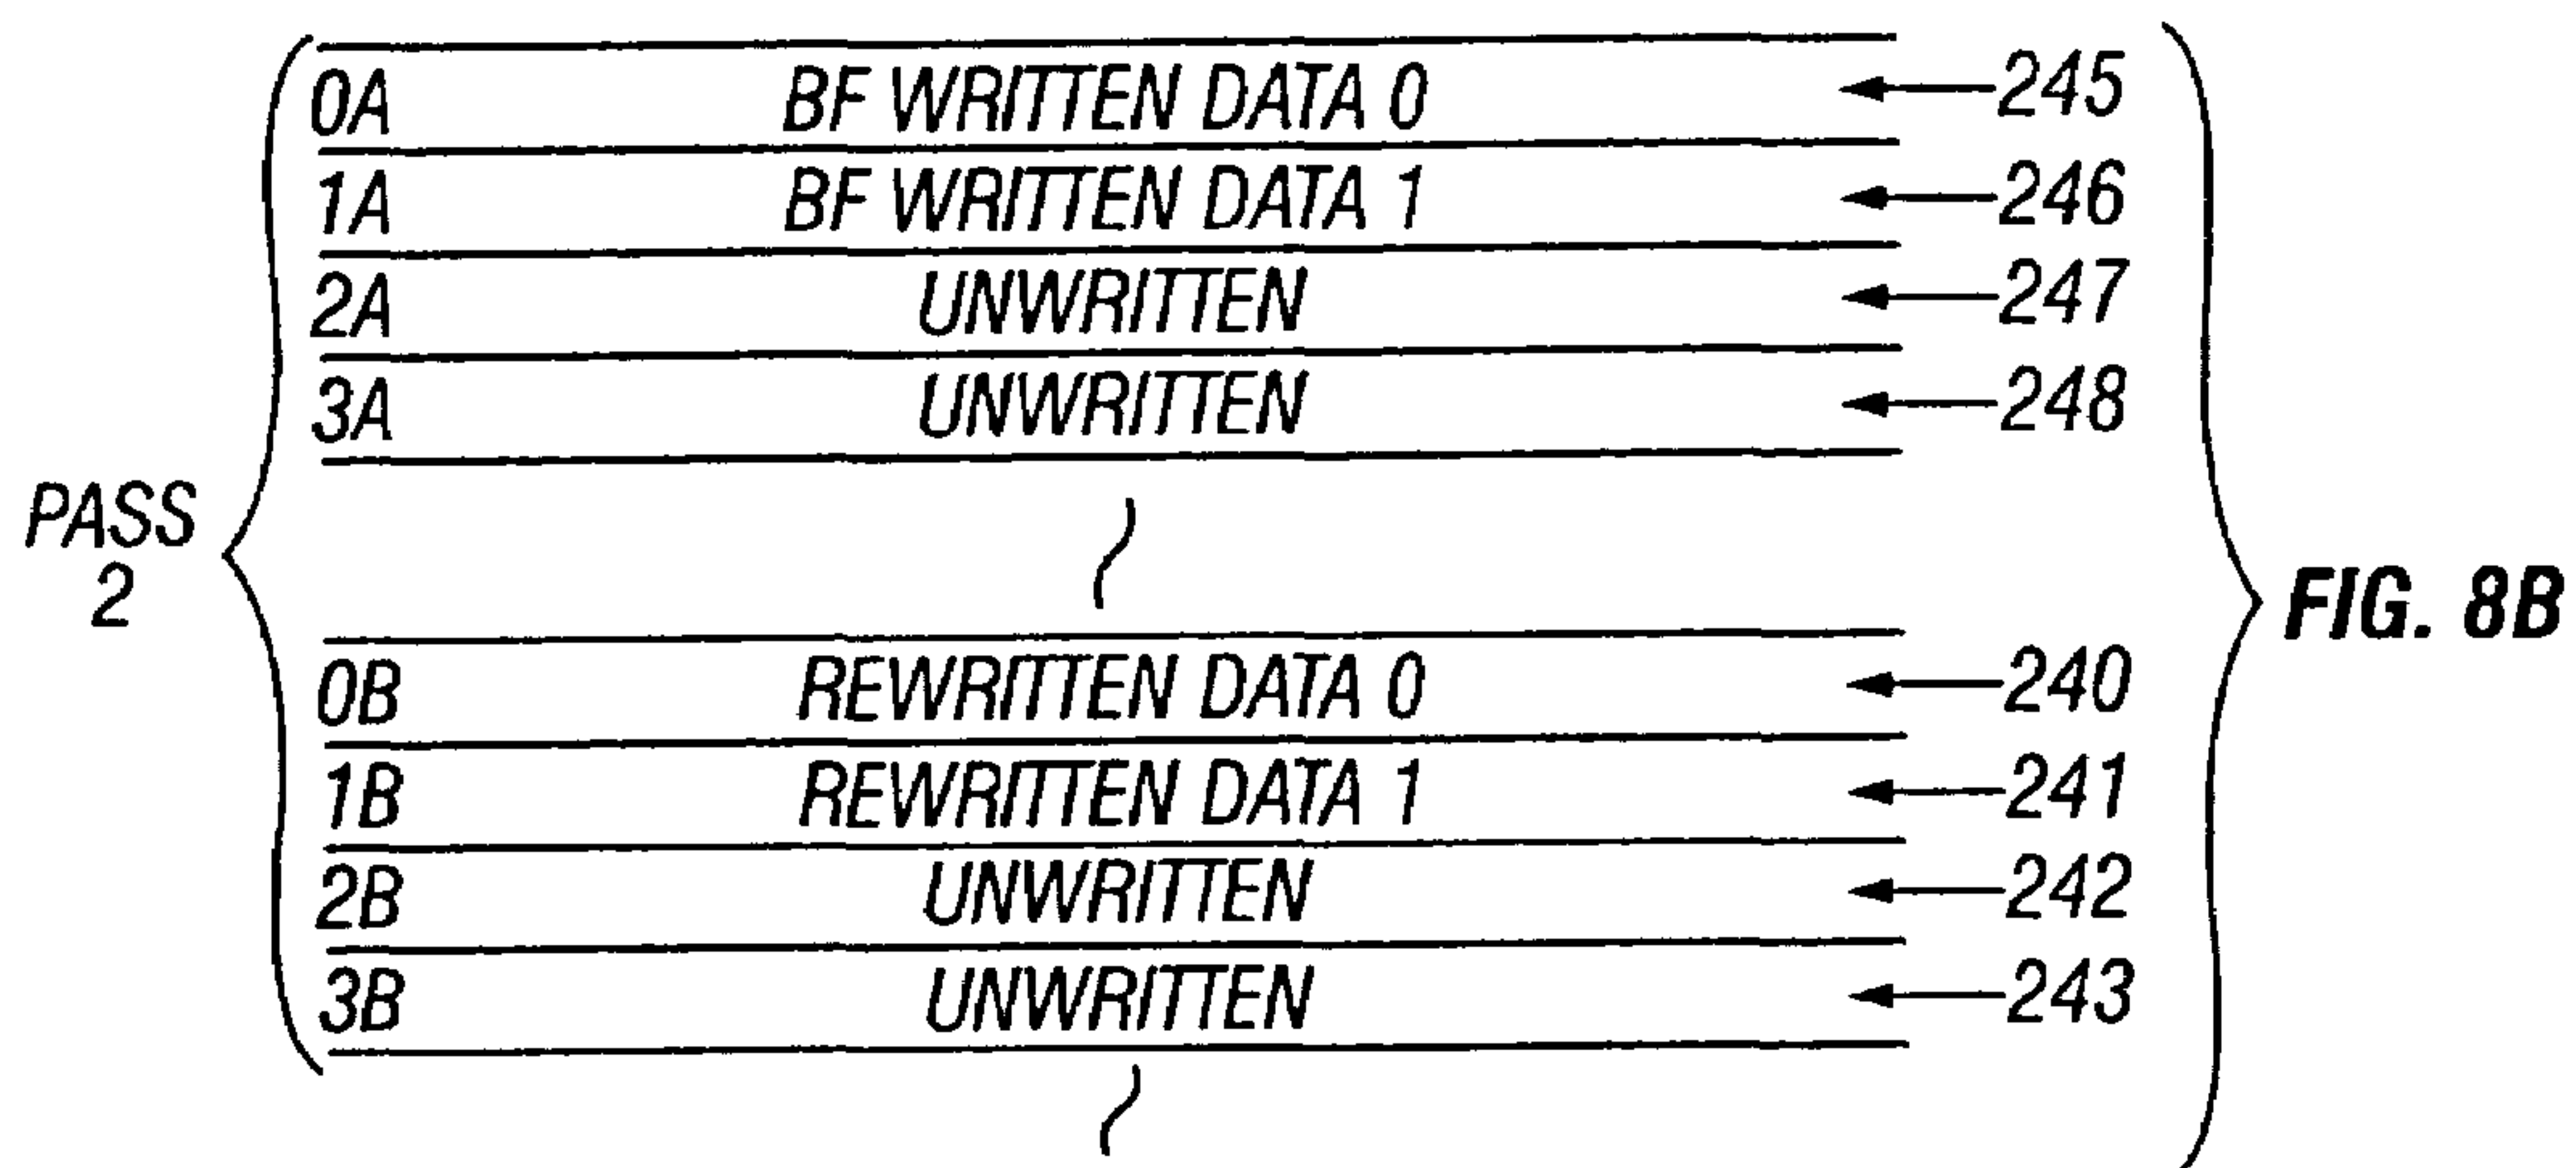 0A BF WRITTEN DATA 0 245
1A BF WRITTEN DATA 1 246
2A UNWRITTEN 247
3A UNWRITTEN 248
PASS
2
0B REWRITTEN DATA 0 240
1B REWRITTEN DATA 1 241
2B UNWRITTEN 242
3B UNWRITTEN 243
FIG. 8B